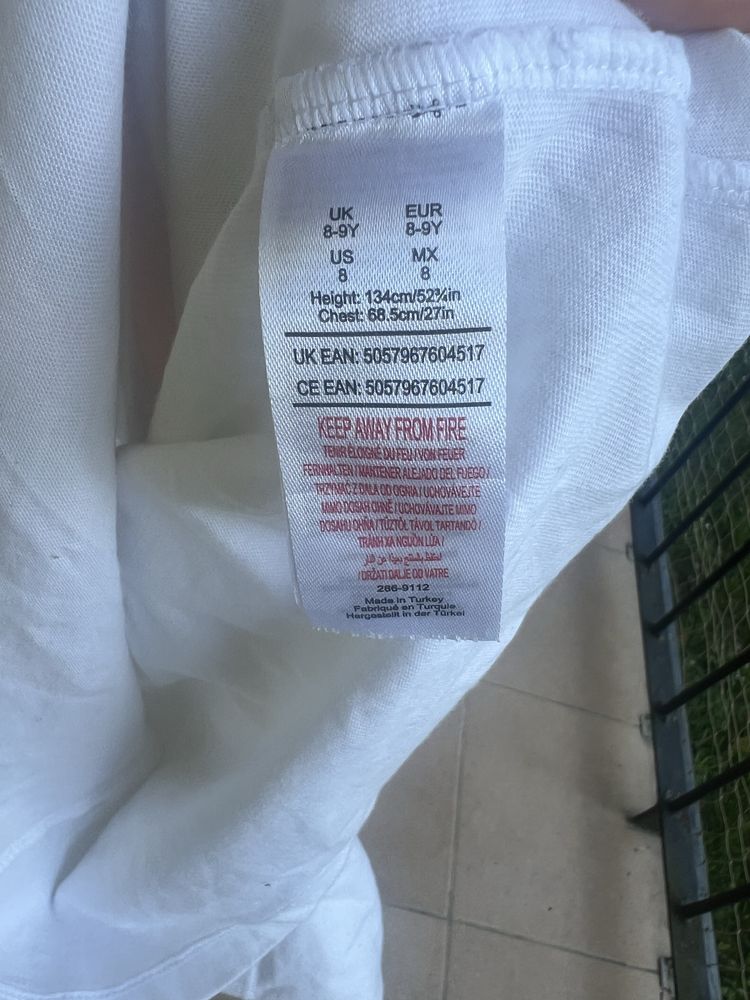 UK EUR
8-9Y 8-9Y
US MX
8 8
Height: 134cm/52¾in
Chest: 68.5cm/27in
UK EAN: 5057967604517
CE EAN: 5057967604517
KEEP AWAY FROM FIRE
TENIR ÉLOIGNÉ DU FEU / VON FEUER
FERNHALTEN / MANTENER ALEJADO DEL FUEGO /
TRZYMAĆ Z DALA OD OGNIA / UCHOVÁVEJTE
MIMO DOSAH OHNĚ / UCHOVÁVAJTE MIMO
DOSAHU OHŇA / TŰZTŐL TÁVOL TARTANDÓ /
TRÁNH XA NGUỒN LỬA /
عن النار
/ DRŽATI DALJE OD VATRE
286-9112
Made in Turkey
Fabriqué en Turquie
Hergestellt in der Türkei